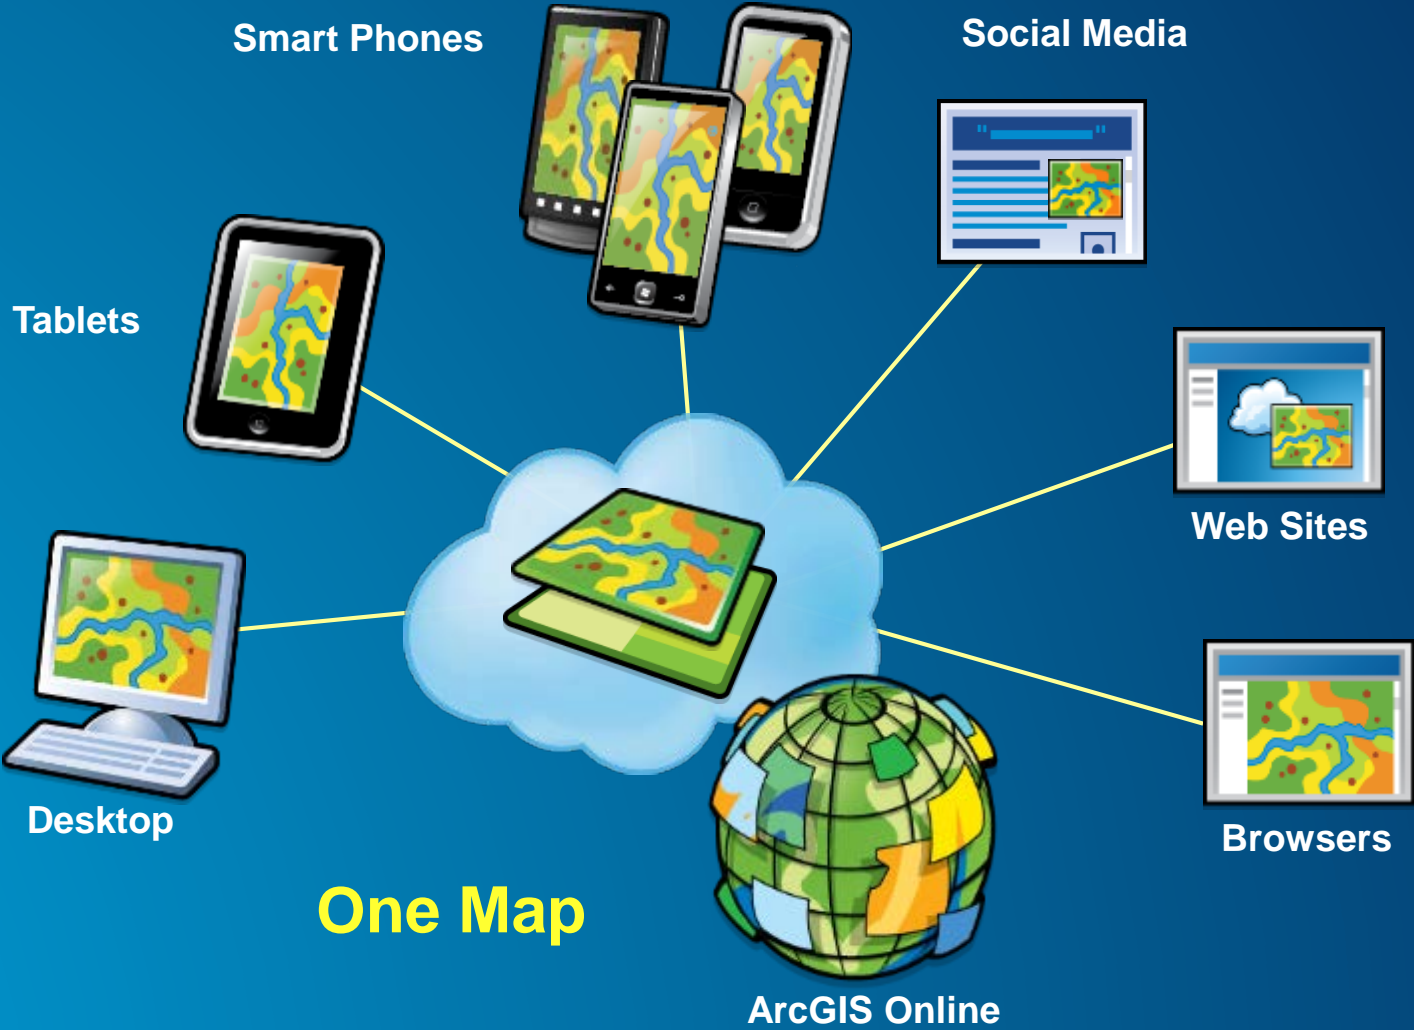 Smart Phones
Social Media
Tablets
Web Sites
Desktop
Browsers
One Map
ArcGIS Online